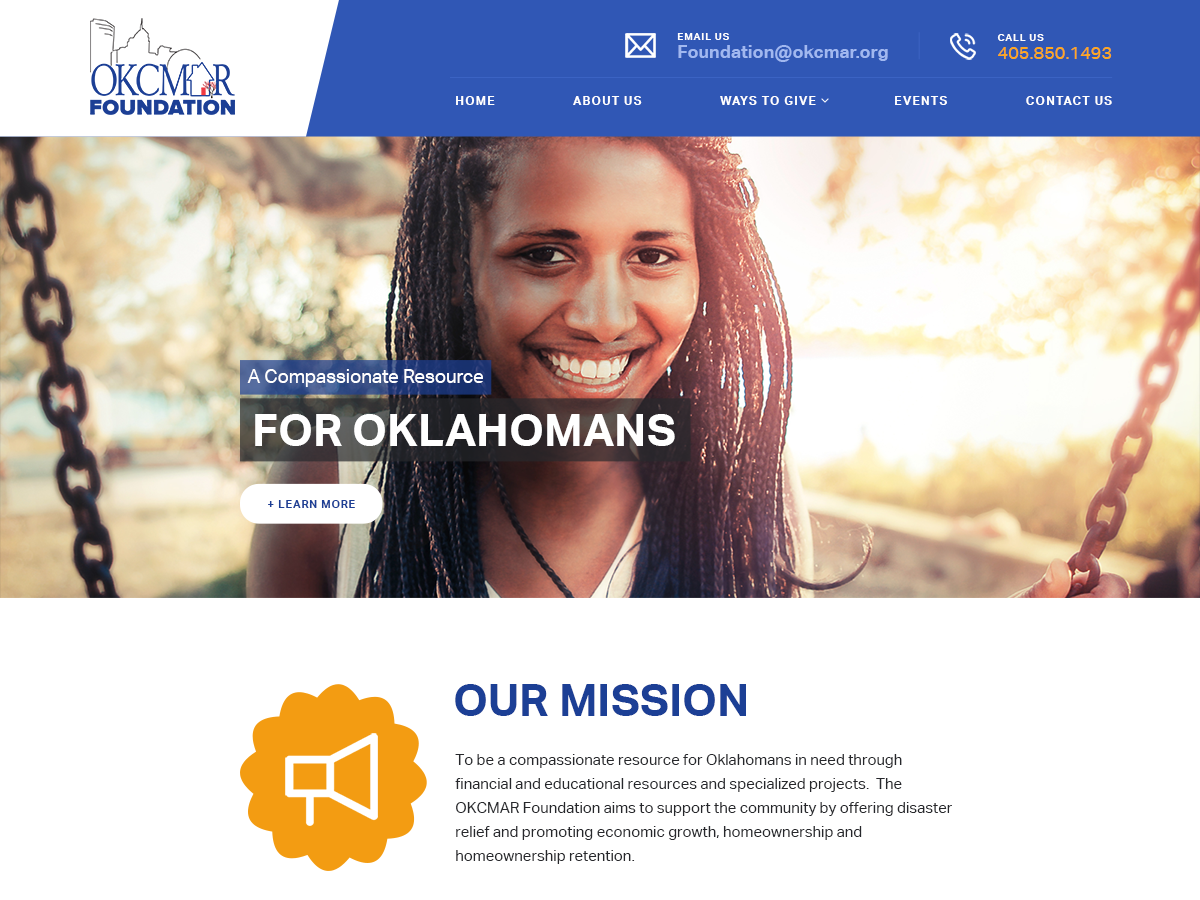 OKCMAR
FOUNDATION
EMAIL US
Foundation@okcmar.org
CALL US
405.850.1493
HOME
ABOUT US
WAYS TO GIVE
EVENTS
CONTACT US
A Compassionate Resource
FOR OKLAHOMANS
+ LEARN MORE
OUR MISSION
To be a compassionate resource for Oklahomans in need through
financial and educational resources and specialized projects. The
OKCMAR Foundation aims to support the community by offering disaster
relief and promoting economic growth, homeownership and
homeownership retention.